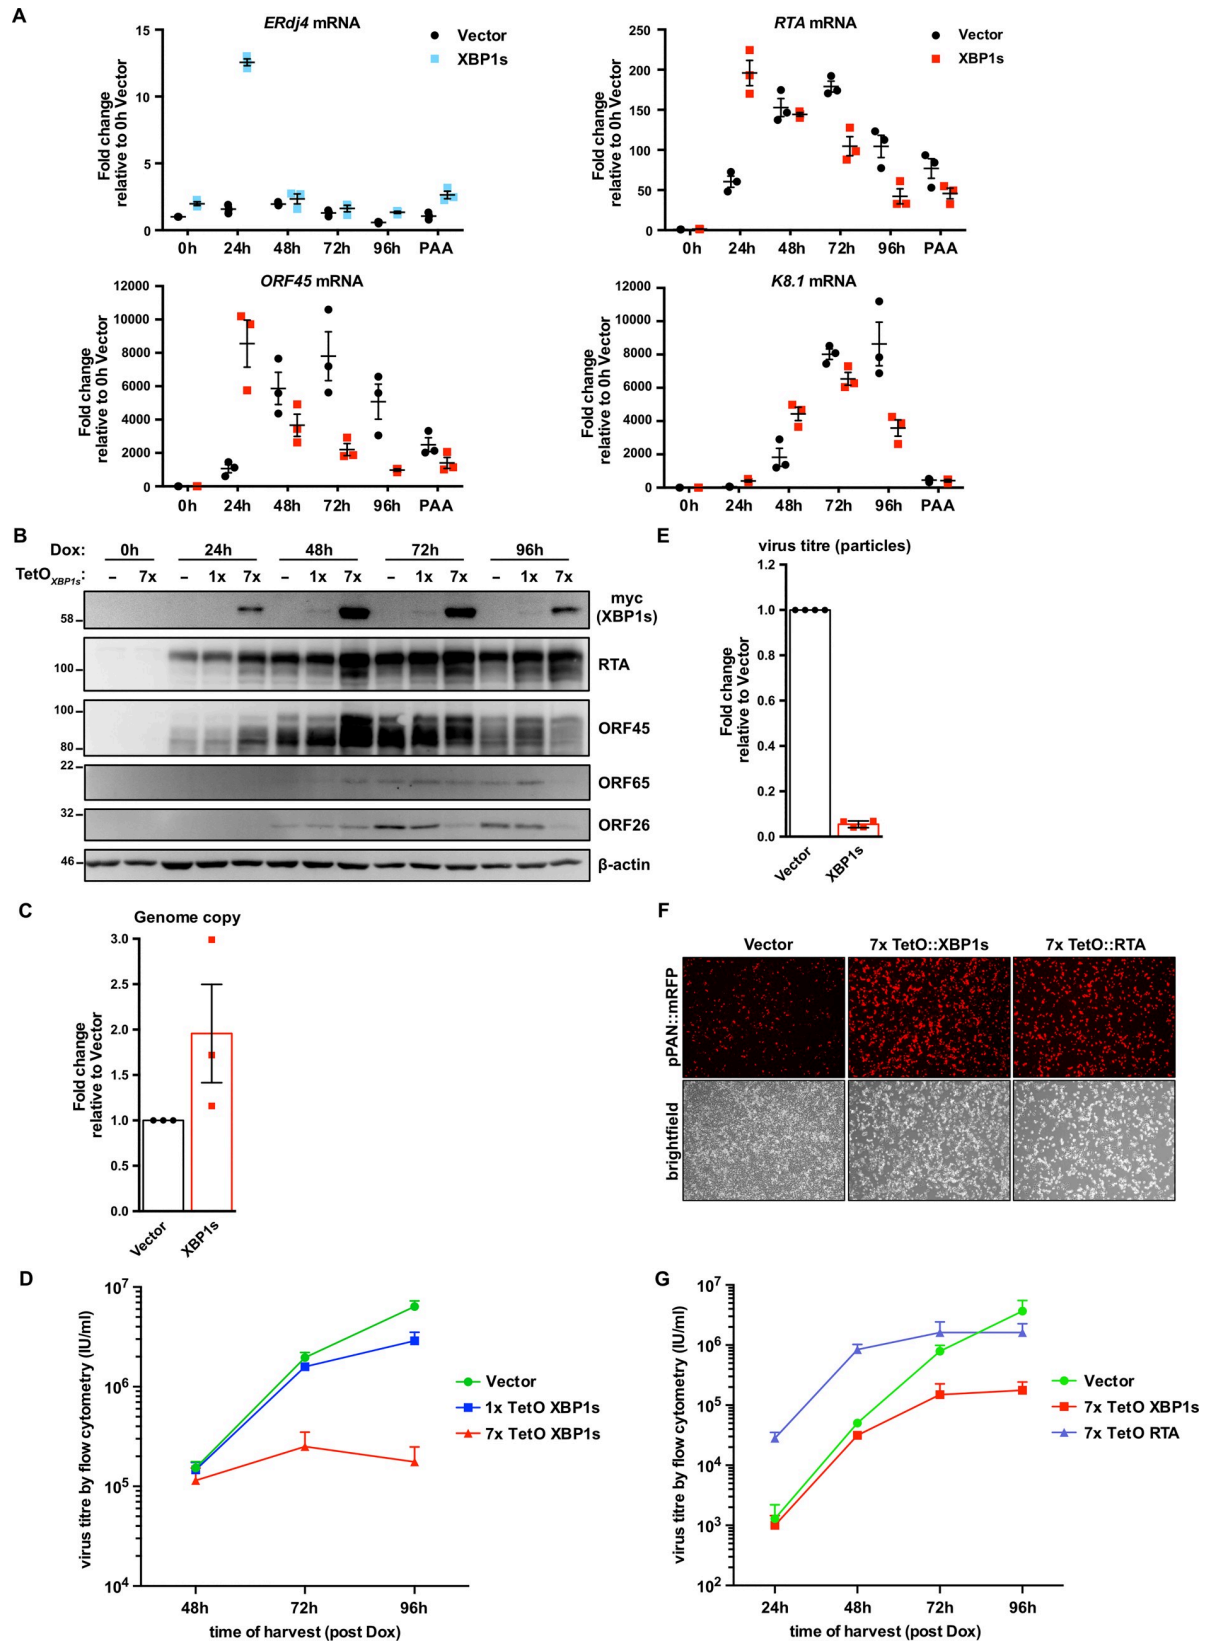 A
ERdj4 mRNA
Vector
XBP1s
Fold change
relative to 0h Vector
15
10
5
0
0h 24h 48h 72h 96h PAA
RTA mRNA
Vector
XBP1s
Fold change
relative to 0h Vector
250
200
150
100
50
0
0h 24h 48h 72h 96h PAA
ORF45 mRNA
Fold change
relative to 0h Vector
12000
10000
8000
6000
4000
2000
0
0h 24h 48h 72h 96h PAA
K8.1 mRNA
Fold change
relative to 0h Vector
12000
10000
8000
6000
4000
2000
0
0h 24h 48h 72h 96h PAA
B
Dox: 0h 24h 48h 72h 96h
TetOXBP1s: – 7x – 1x 7x – 1x 7x – 1x 7x – 1x 7x
58
myc
(XBP1s)
100
RTA
100
80
ORF45
22
ORF65
32
ORF26
46
β-actin
E
virus titre (particles)
Fold change
relative to Vector
1.2
1.0
0.8
0.6
0.4
0.2
0.0
Vector
XBP1s
C
Genome copy
Fold change
relative to Vector
3.0
2.5
2.0
1.5
1.0
0.5
0.0
Vector
XBP1s
F
Vector 7x TetO::XBP1s 7x TetO::RTA
pPAN::mRFP
brightfield
D
virus titre by flow cytometry (IU/ml)
10⁷
10⁶
10⁵
10⁴
48h 72h 96h
time of harvest (post Dox)
Vector
1x TetO XBP1s
7x TetO XBP1s
G
virus titre by flow cytometry (IU/ml)
10⁷
10⁶
10⁵
10⁴
10³
10²
24h 48h 72h 96h
time of harvest (post Dox)
Vector
7x TetO XBP1s
7x TetO RTA